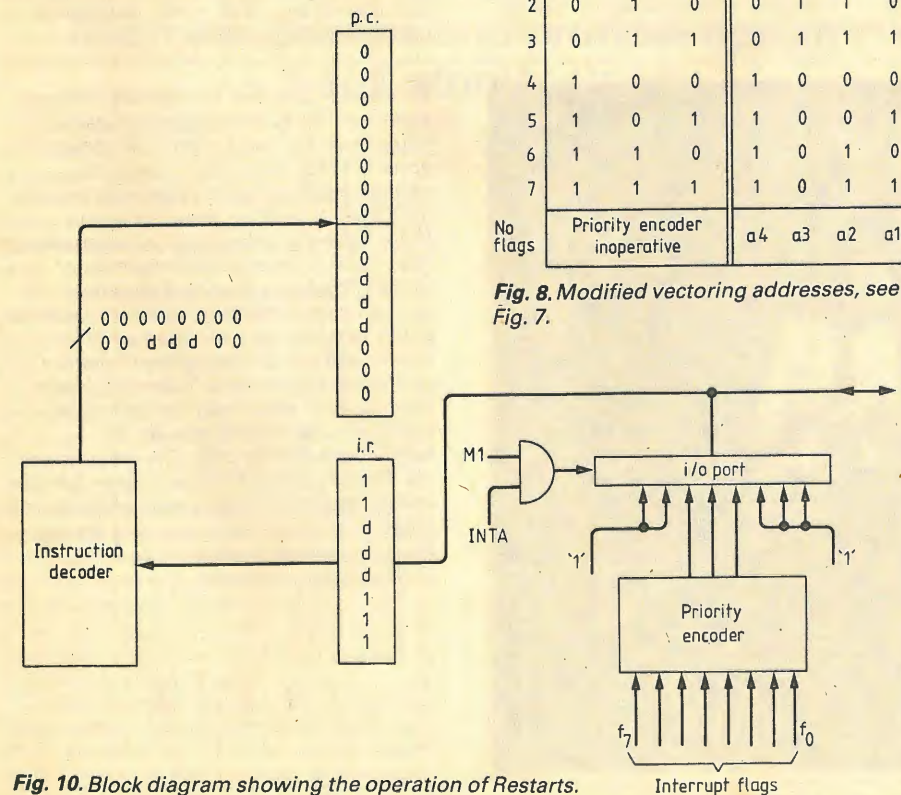 2 0 1 0 0 1 1 0
3 0 1 1 0 1 1 1
4 1 0 0 1 0 0 0
5 1 0 1 1 0 0 1
6 1 1 0 1 0 1 0
7 1 1 1 1 0 1 1
No
flags
Priority encoder
inoperative
a4 a3 a2 a1
Fig. 8. Modified vectoring addresses, see
Fig. 7.
p.c.
0
0
0
0
0
0
0
0
0
0
d
d
d
0
0
0
0 0 0 0 0 0 0 0
0 0 d d d 0 0
Instruction
decoder
i.r.
1
1
d
d
d
1
1
1
M1
INTA
i/o port
'1'
'1'
Priority
encoder
f7
f0
Interrupt flags
Fig. 10. Block diagram showing the operation of Restarts.